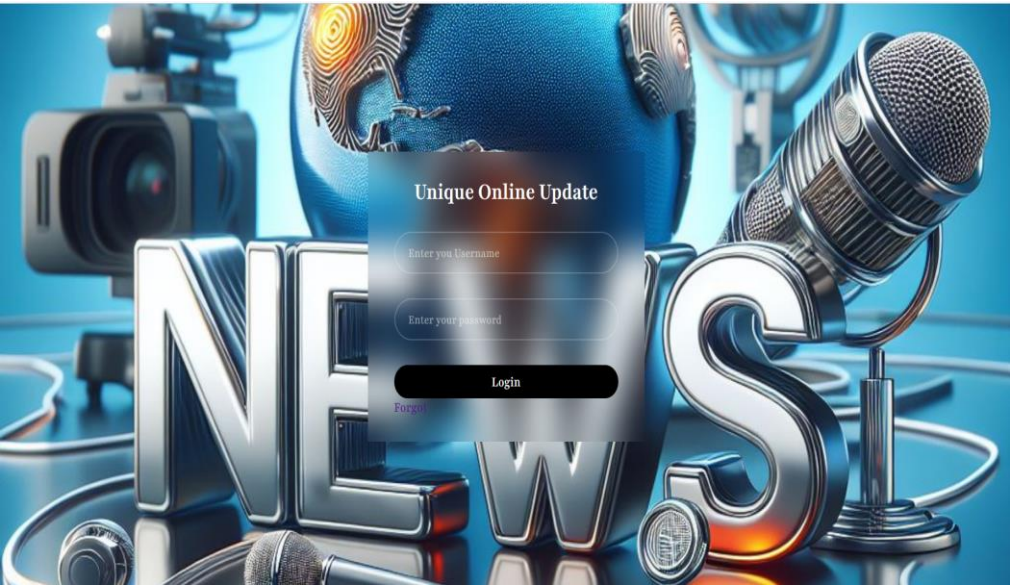 Unique Online Update
Enter you Username
Enter your password
Login
Forgot
NEWS